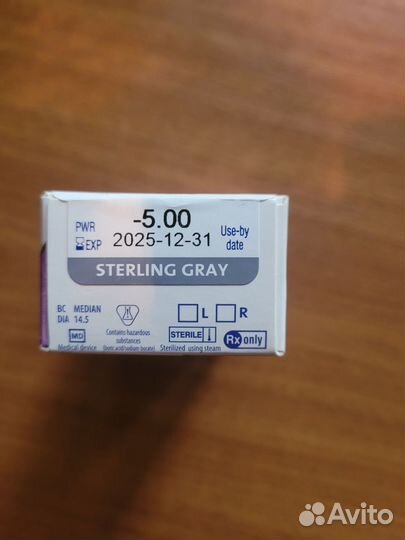 PWR -5.00
EXP 2025-12-31 Use-by date
STERLING GRAY
BC MEDIAN
DIA 14.5
L R
MD
Medical device
Contains hazardous
substances
(boric acid/sodium borate)
STERILE
Sterilized using steam
Rx only
Avito